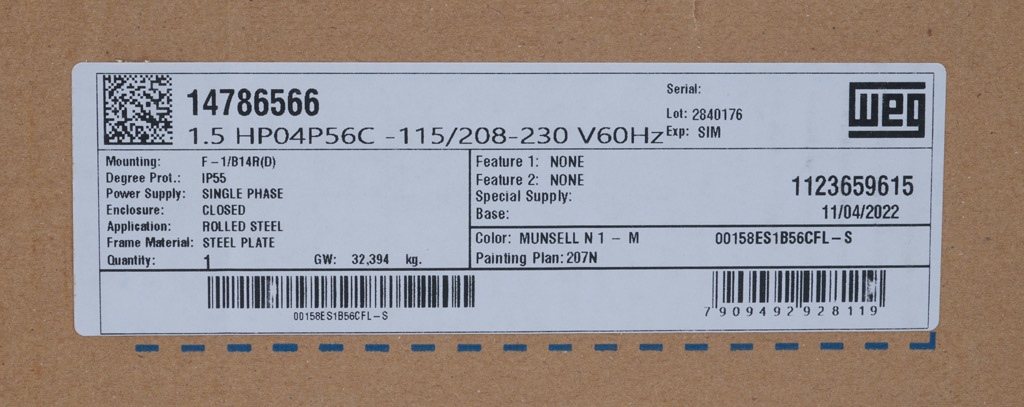 14786566
1.5 HP04P56C -115/208-230 V60Hz
Serial:
Lot: 2840176
Exp: SIM
weg
Mounting: F-1/B14R(D)
Degree Prot.: IP55
Power Supply: SINGLE PHASE
Enclosure: CLOSED
Application: ROLLED STEEL
Frame Material: STEEL PLATE
Quantity: 1 GW: 32,394 kg.
Feature 1: NONE
Feature 2: NONE
Special Supply:
Base:
1123659615
11/04/2022
Color: MUNSELL N 1 - M 00158ES1B56CFL-S
Painting Plan: 207N
00158ES1B56CFL-S
7909492928119